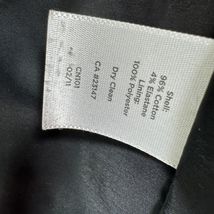 Shell:
96% Cotton
4% Elastane
Lining:
100% Polyester
Dry Clean
CA #23147
CN101
02/11